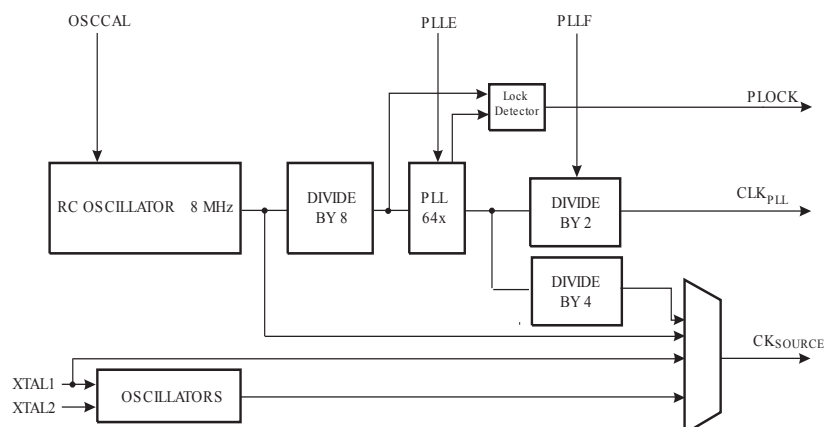 OSCCAL
PLLE
PLLF
Lock
Detector
PLOCK
RC OSCILLATOR 8 MHz
DIVIDE
BY 8
PLL
64x
DIVIDE
BY 2
CLKPLL
DIVIDE
BY 4
CKSOURCE
XTAL1
XTAL2
OSCILLATORS